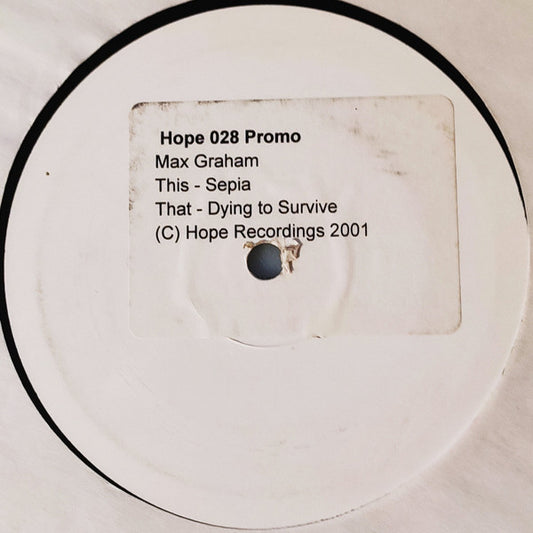 Hope 028 Promo
Max Graham
This - Sepia
That - Dying to Survive
(C) Hope Recordings 2001